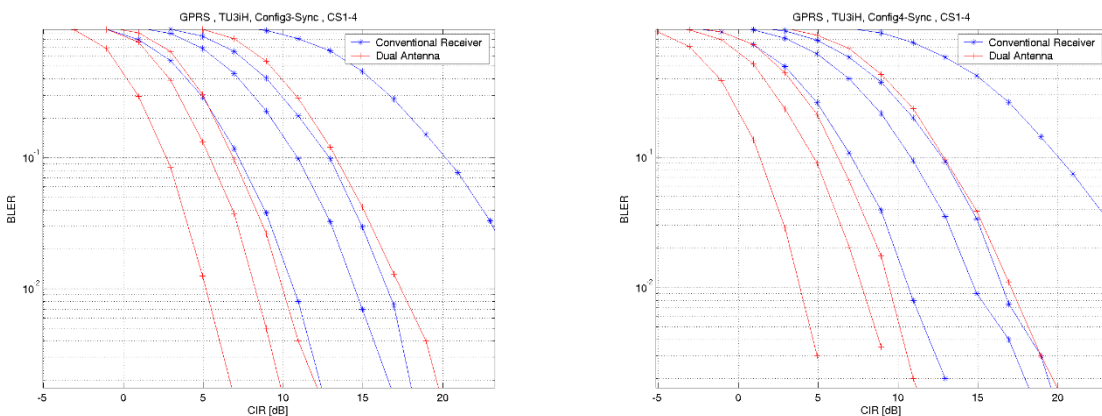 GPRS , TU3iH, Config3-Sync , CS1-4
Conventional Receiver
Dual Antenna
10-1
10-2
BLER
-5 0 5 10 15 20
CIR [dB]
GPRS , TU3iH, Config4-Sync , CS1-4
Conventional Receiver
Dual Antenna
10-1
10-2
BLER
-5 0 5 10 15 20
CIR [dB]